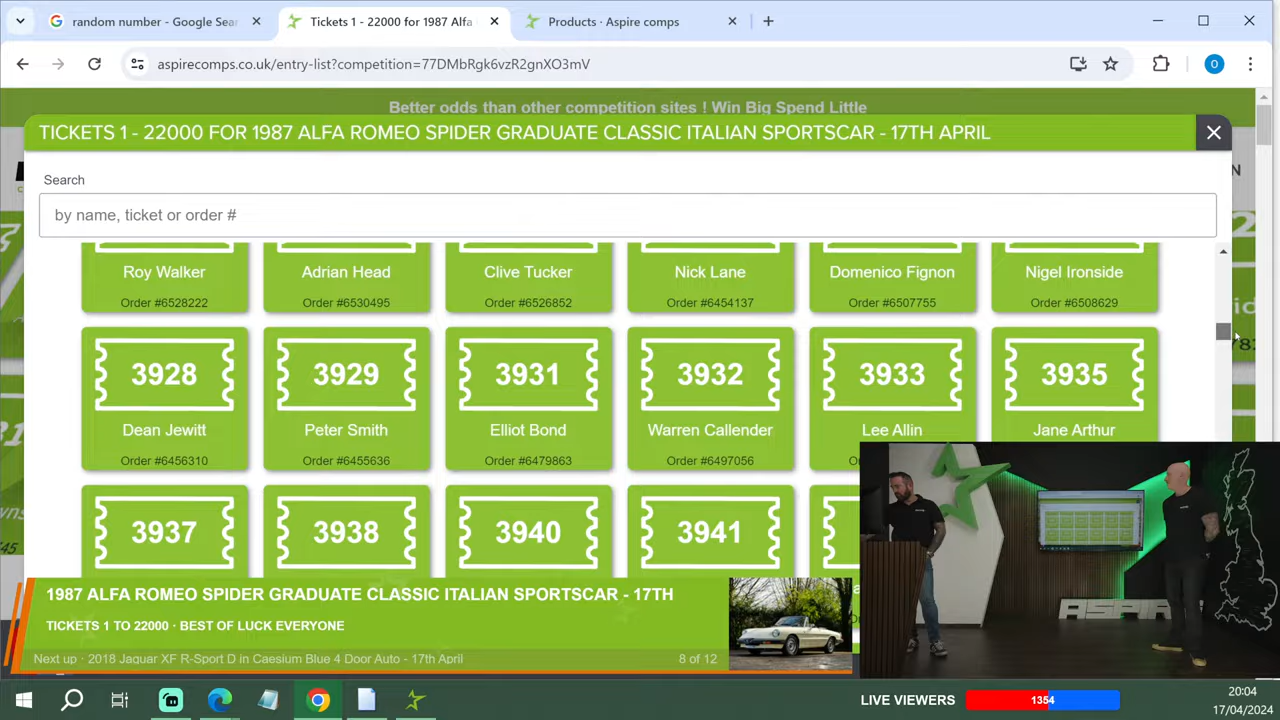 random number - Google Sear
Tickets 1 - 22000 for 1987 Alfa
Products · Aspire comps
aspirecomps.co.uk/entry-list?competition=77DMbRgk6vzR2gnXO3mV
O
Better odds than other competition sites ! Win Big Spend Little
TICKETS 1 - 22000 FOR 1987 ALFA ROMEO SPIDER GRADUATE CLASSIC ITALIAN SPORTSCAR - 17TH APRIL
Search
by name, ticket or order #
Roy Walker Adrian Head Clive Tucker Nick Lane Domenico Fignon Nigel Ironside
Order #6528222 Order #6530495 Order #6526852 Order #6454137 Order #6507755 Order #6508629
3928 3929 3931 3932 3933 3935
Dean Jewitt Peter Smith Elliot Bond Warren Callender Lee Allin Jane Arthur
Order #6456310 Order #6455636 Order #6479863 Order #6497056
3937 3938 3940 3941
1987 ALFA ROMEO SPIDER GRADUATE CLASSIC ITALIAN SPORTSCAR - 17TH
TICKETS 1 TO 22000 · BEST OF LUCK EVERYONE
Next up · 2018 Jaguar XF R-Sport D in Caesium Blue 4 Door Auto - 17th April 8 of 12
LIVE VIEWERS 1354
20:04
17/04/2024